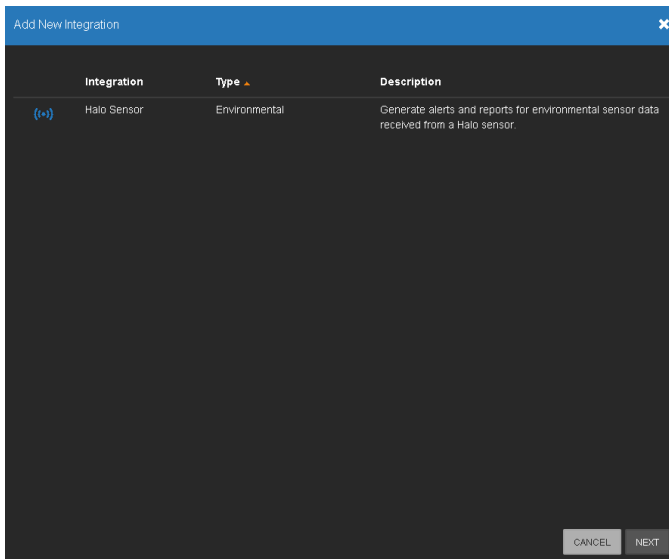 Add New Integration
Integration Type Description
Halo Sensor Environmental Generate alerts and reports for environmental sensor data
received from a Halo sensor.
CANCEL NEXT